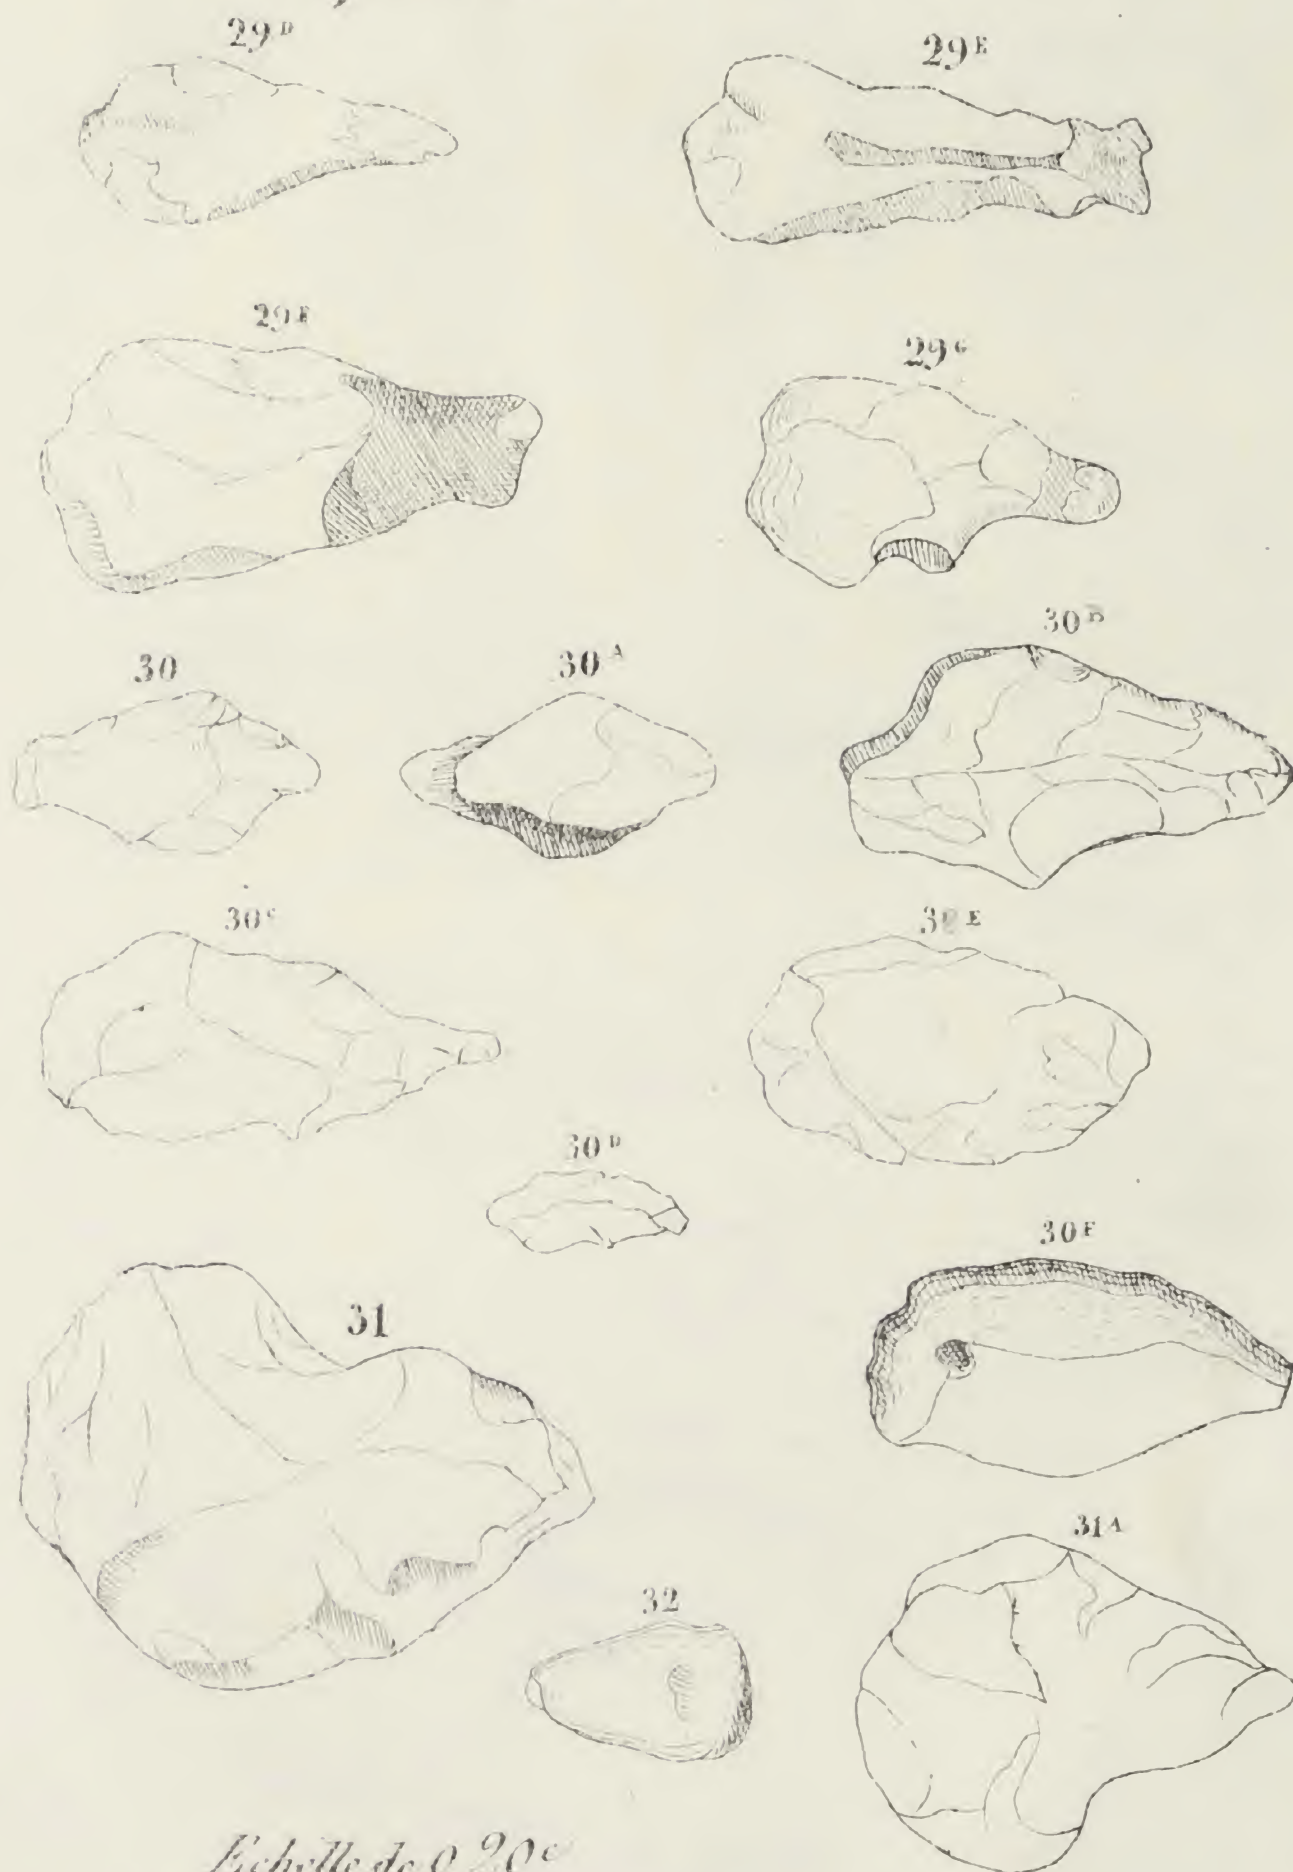 29ᴰ
29ᴱ
29ᶠ
29ᴳ
30
30ᴬ
30ᴮ
30ᶜ
30ᴱ
30ᴰ
30ᶠ
31
31ᴬ
32
Echelle de 0,20ᶜ